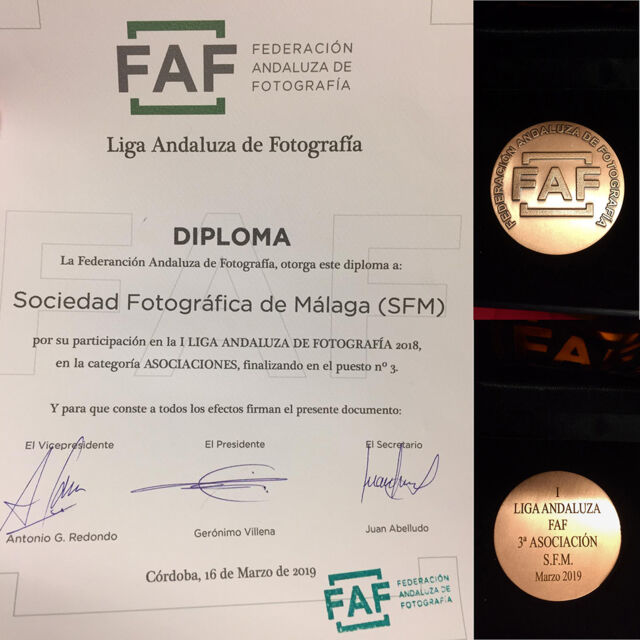 FAF
FEDERACIÓN
ANDALUZA DE
FOTOGRAFÍA
Liga Andaluza de Fotografía
DIPLOMA
La Federanción Andaluza de Fotografía, otorga este diploma a:
Sociedad Fotográfica de Málaga (SFM)
por su participación en la I LIGA ANDALUZA DE FOTOGRAFÍA 2018,
en la categoría ASOCIACIONES, finalizando en el puesto nº 3.
Y para que conste a todos los efectos firman el presente documento:
El Vicepresidente
El Presidente
El Secretario
Antonio G. Redondo
Gerónimo Villena
Juan Abelludo
Córdoba, 16 de Marzo de 2019
FAF
FEDERACIÓN
ANDALUZA DE
FOTOGRAFÍA
FEDERACIÓN ANDALUZA DE FOTOGRAFÍA
FAF
FAF
I
LIGA ANDALUZA
FAF
3ª ASOCIACIÓN
S.F.M.
Marzo 2019